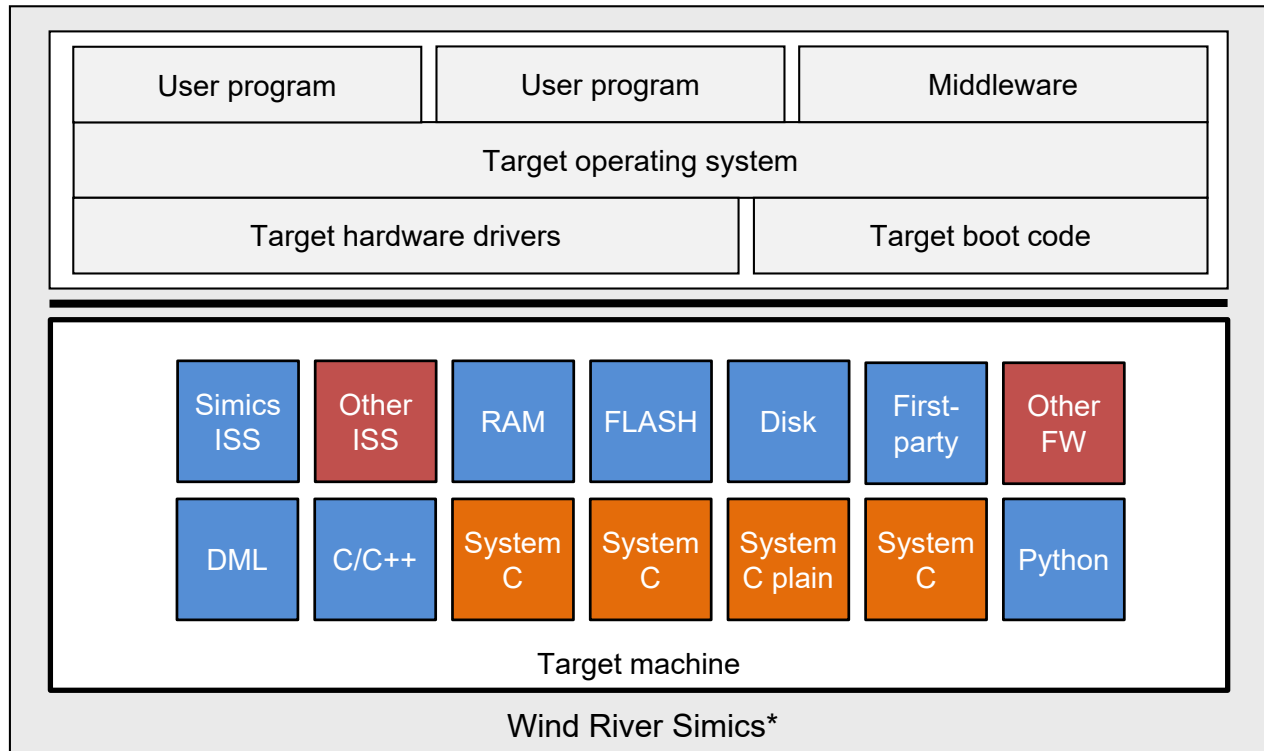 User program
User program
Middleware
Target operating system
Target hardware drivers
Target boot code
Simics
ISS
Other
ISS
RAM
FLASH
Disk
First-
party
Other
FW
DML
C/C++
System
C
System
C
System
C plain
System
C
Python
Target machine
Wind River Simics*